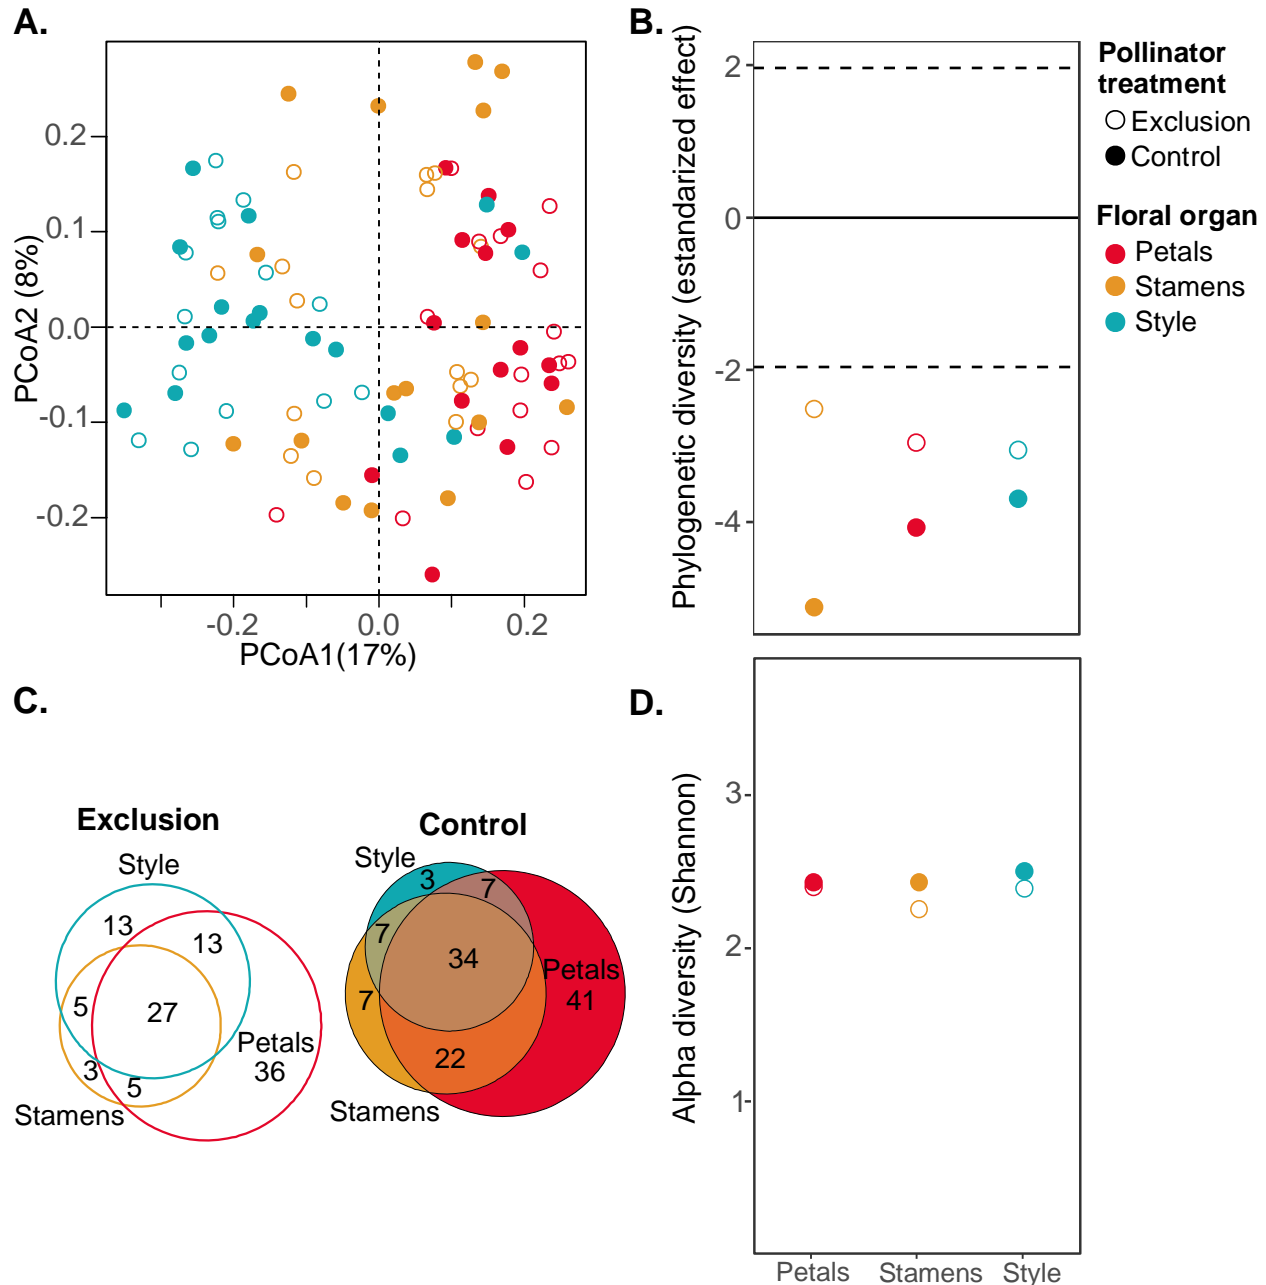 A.
PCoA2 (8%)
0.2
0.1
0.0
-0.1
-0.2
-0.2
0.0
0.2
PCoA1(17%)
B.
Phylogenetic diversity (estandarized effect)
2
0
-2
-4
Pollinator
treatment
Exclusion
Control
Floral organ
Petals
Stamens
Style
C.
Exclusion
Style
13
13
5
27
Petals
36
3
5
Stamens
Control
Style
3
7
7
34
Petals
41
7
22
Stamens
D.
Alpha diversity (Shannon)
3
2
1
Petals
Stamens
Style